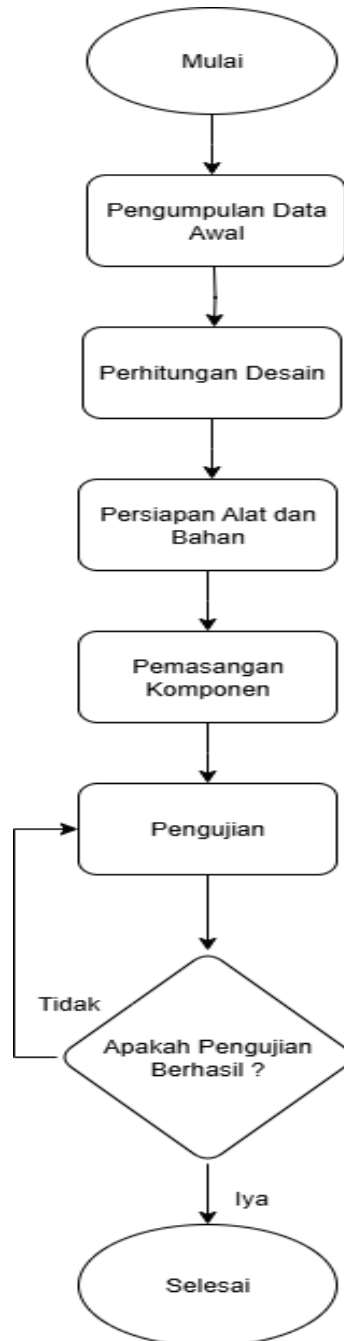 Mulai
Pengumpulan Data
Awal
Perhitungan Desain
Persiapan Alat dan
Bahan
Pemasangan
Komponen
Pengujian
Tidak
Apakah Pengujian
Berhasil ?
Iya
Selesai